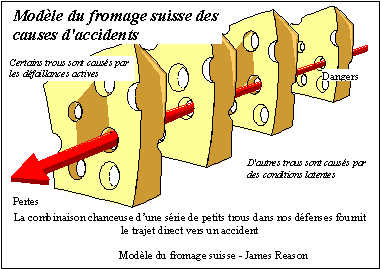 Modèle du fromage suisse des
causes d'accidents
Certains trous sont causés par
les défaillances actives
Dangers
D'autres trous sont causés par
des conditions latentes
Pertes
La combinaison chanceuse d’une série de petits trous dans nos défenses fournit
le trajet direct vers un accident
Modèle du fromage suisse - James Reason